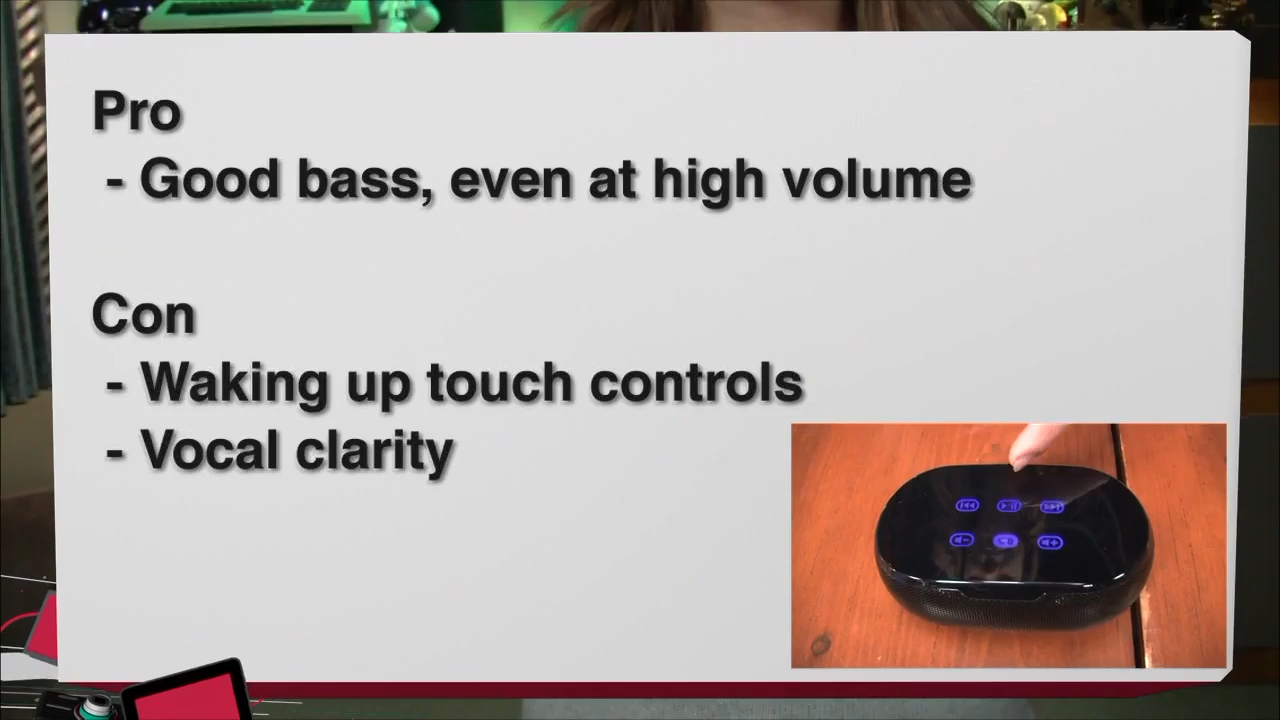 Pro
- Good bass, even at high volume
Con
- Waking up touch controls
- Vocal clarity